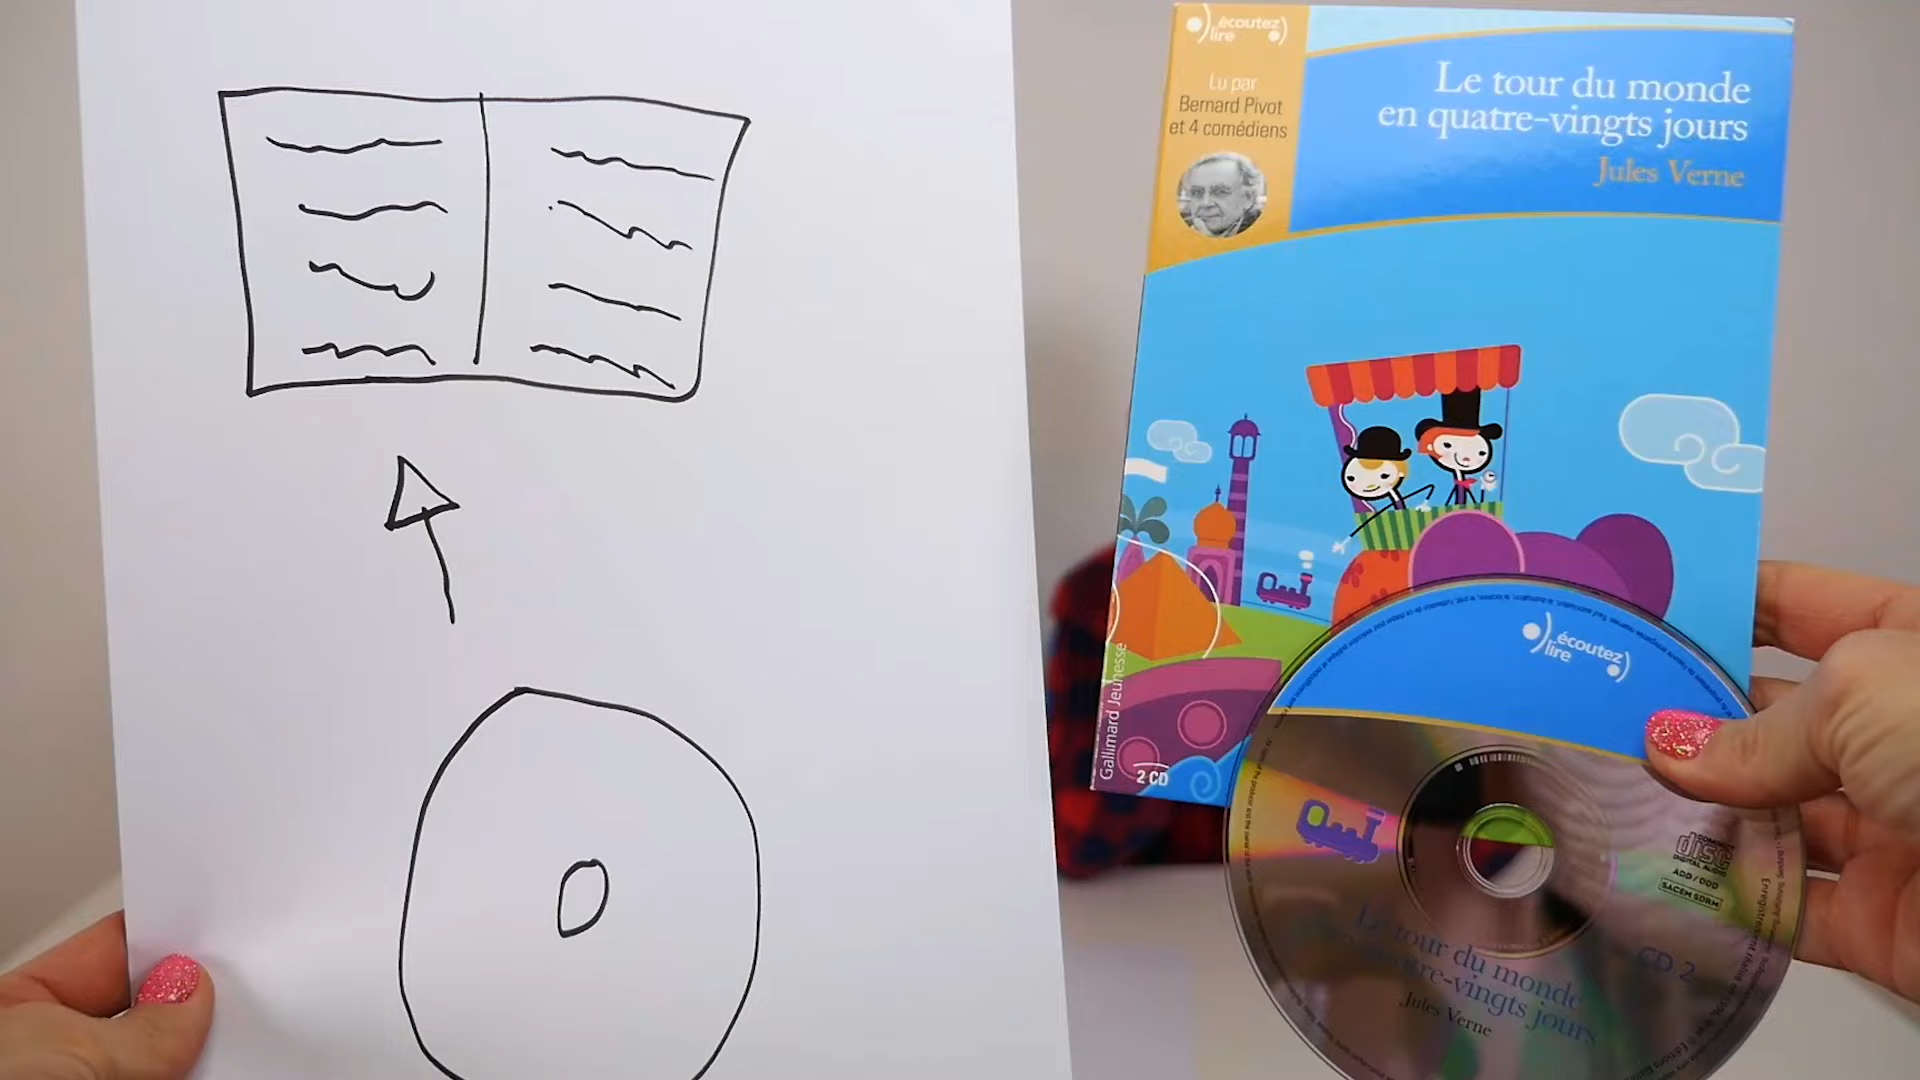 écoutez
lire
Lu par
Bernard Pivot
et 4 comédiens
Le tour du monde
en quatre-vingts jours
Jules Verne
Gallimard Jeunesse
2 CD
écoutez
lire
COMPACT
disc
DIGITAL AUDIO
ADD / DDD
SACEM SDRM
CD 2
Le tour du monde
en quatre-vingts jours
Jules Verne